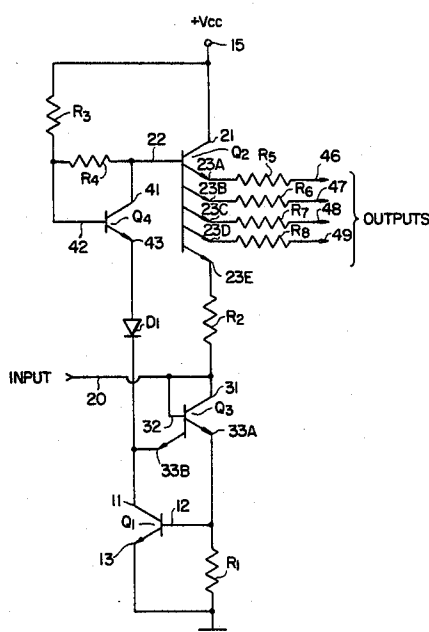 +Vcc
15
R3
21
22
Q2
R4
23A
R5
46
41
23B
R6
47
Q4
23C
R7
48
OUTPUTS
42
43
23D
R8
49
23E
D1
R2
INPUT
20
31
32
Q3
33A
33B
11
12
Q1
13
R1